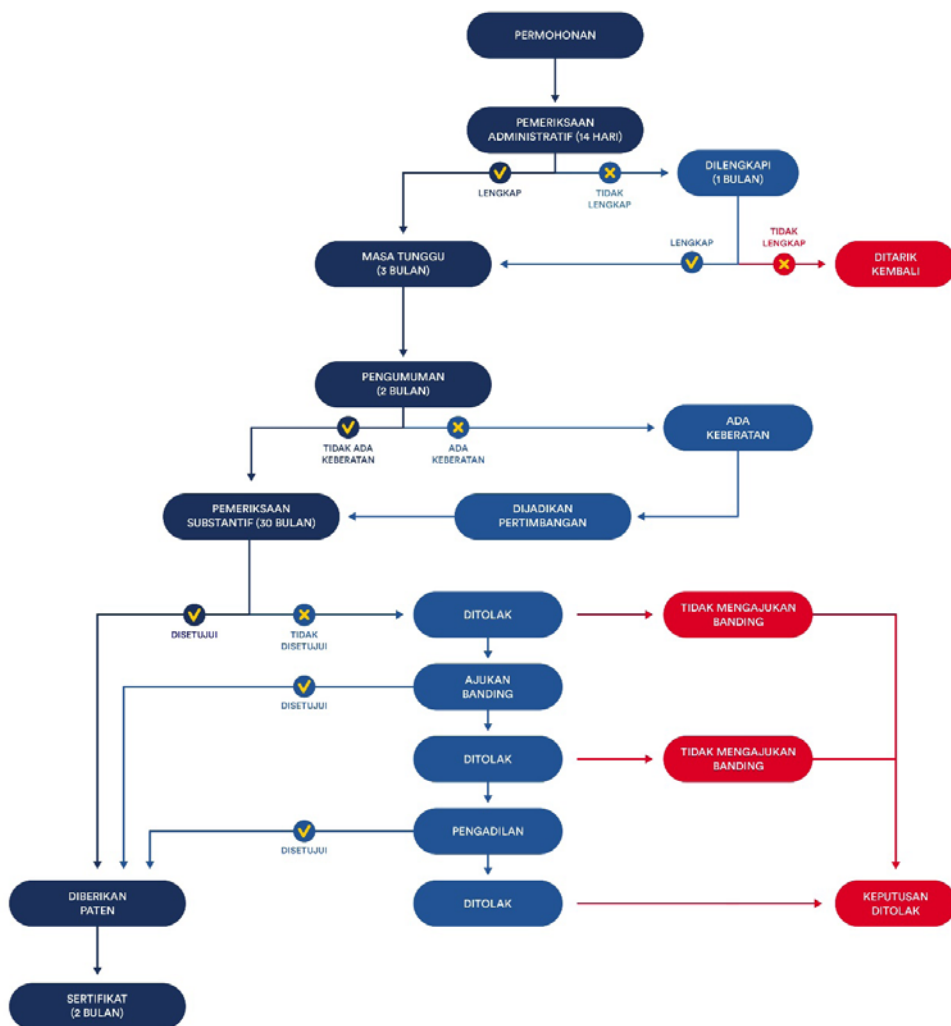 PERMOHONAN
PEMERIKSAAN
ADMINISTRATIF (14 HARI)
LENGKAP
TIDAK
LENGKAP
DILENGKAPI
(1 BULAN)
MASA TUNGGU
(3 BULAN)
LENGKAP
TIDAK
LENGKAP
DITARIK
KEMBALI
PENGUMUMAN
(2 BULAN)
TIDAK ADA
KEBERATAN
ADA
KEBERATAN
ADA
KEBERATAN
PEMERIKSAAN
SUBSTANTIF (30 BULAN)
DIJADIKAN
PERTIMBANGAN
DISETUJUI
TIDAK
DISETUJUI
DITOLAK
TIDAK MENGAJUKAN
BANDING
DISETUJUI
AJUKAN
BANDING
DITOLAK
TIDAK MENGAJUKAN
BANDING
DISETUJUI
PENGADILAN
DIBERIKAN
PATEN
DITOLAK
KEPUTUSAN
DITOLAK
SERTIFIKAT
(2 BULAN)